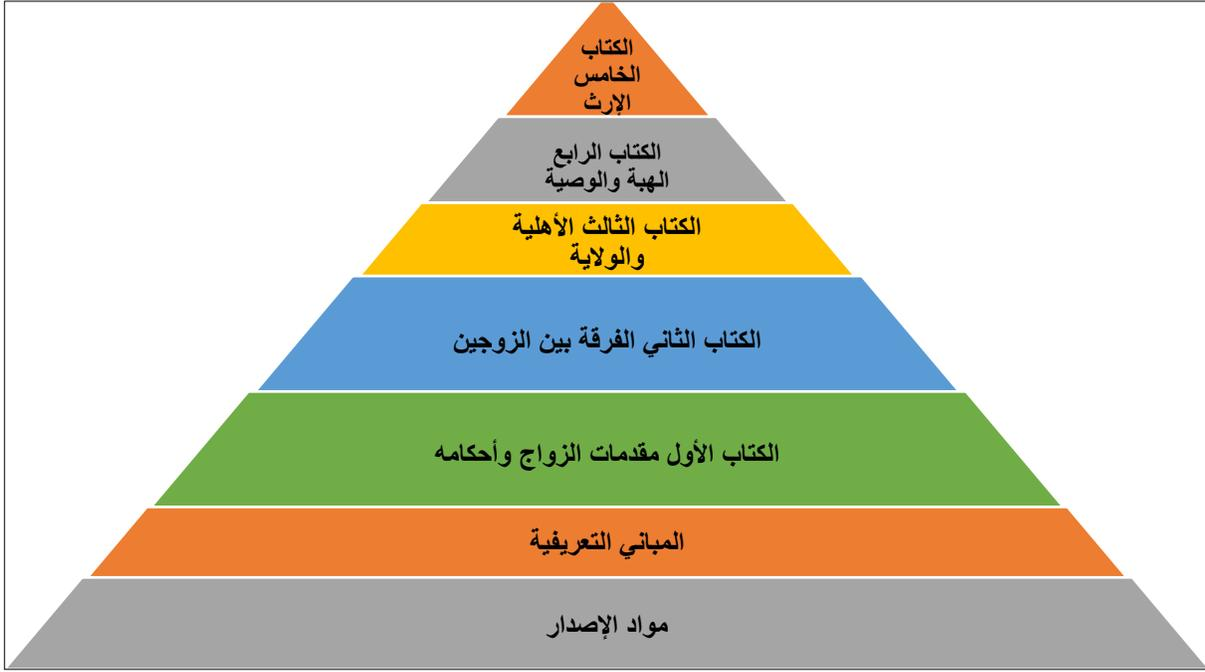 الكتاب
الخامس
الإرث
الكتاب الرابع
الهبة والوصية
الكتاب الثالث الأهلية
والولاية
الكتاب الثاني الفرقة بين الزوجين
الكتاب الأول مقدمات الزواج وأحكامه
المباني التعريفية
مواد الإصدار